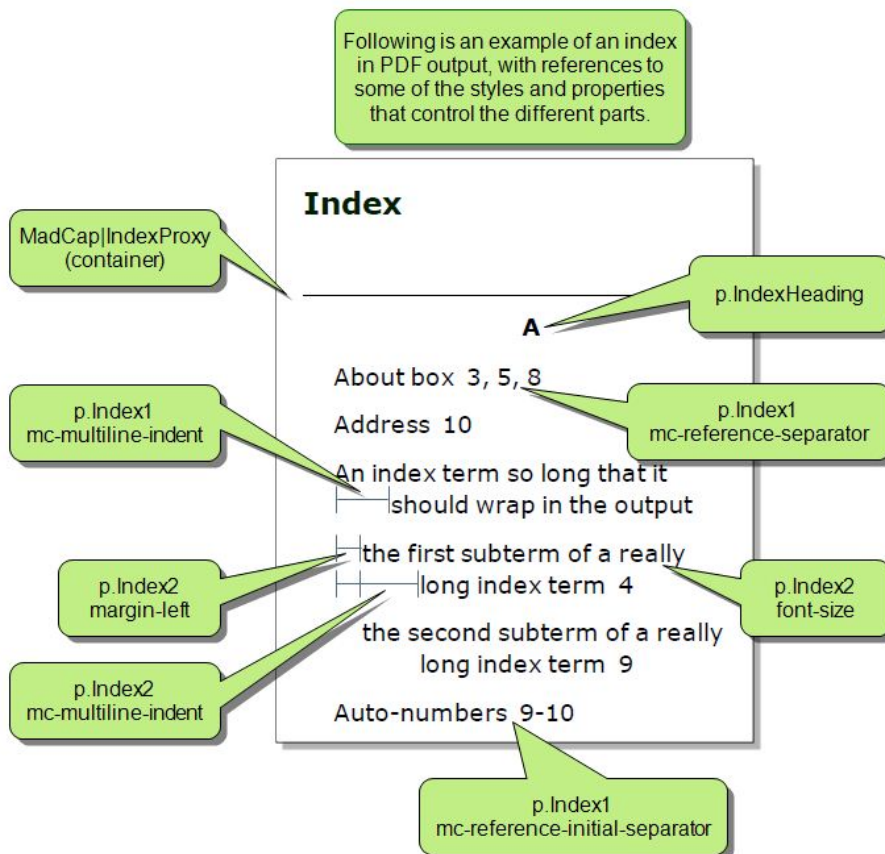 Following is an example of an index
in PDF output, with references to
some of the styles and properties
that control the different parts.
Index
MadCap|IndexProxy
(container)
p.IndexHeading
A
About box 3, 5, 8
p.Index1
mc-multiline-indent
p.Index1
mc-reference-separator
Address 10
An index term so long that it
should wrap in the output
the first subterm of a really
long index term 4
p.Index2
margin-left
p.Index2
font-size
the second subterm of a really
long index term 9
p.Index2
mc-multiline-indent
Auto-numbers 9-10
p.Index1
mc-reference-initial-separator